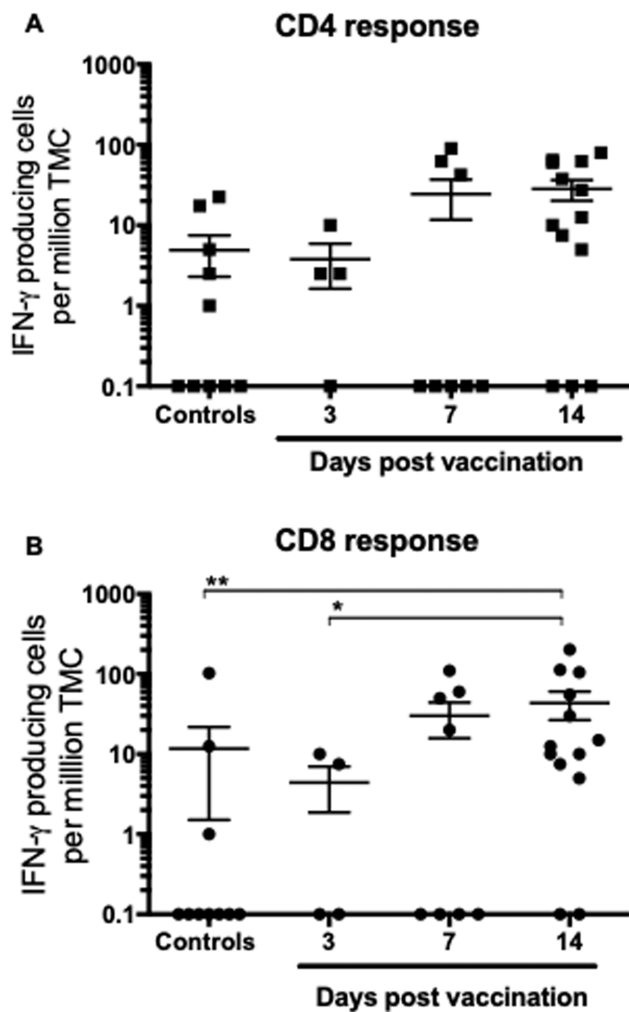 A
CD4 response
IFN-γ producing cells
per million TMC
1000
100
10
1
0.1
Controls
3
7
14
Days post vaccination
B
CD8 response
IFN-γ producing cells
per milllion TMC
**
*
1000
100
10
1
0.1
Controls
3
7
14
Days post vaccination